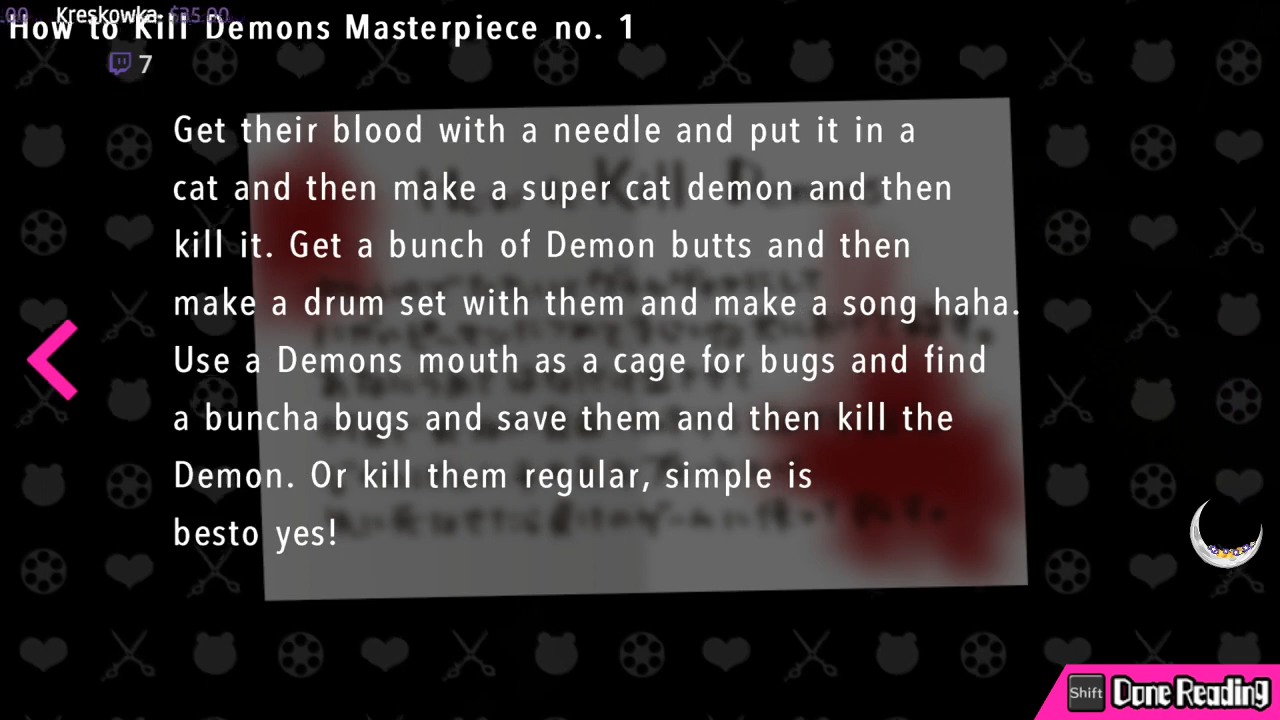 .00 Kreskowka: $35.00
How to Kill Demons Masterpiece no. 1
7
Get their blood with a needle and put it in a
cat and then make a super cat demon and then
kill it. Get a bunch of Demon butts and then
make a drum set with them and make a song haha.
Use a Demons mouth as a cage for bugs and find
a buncha bugs and save them and then kill the
Demon. Or kill them regular, simple is
besto yes!
Shift Done Reading